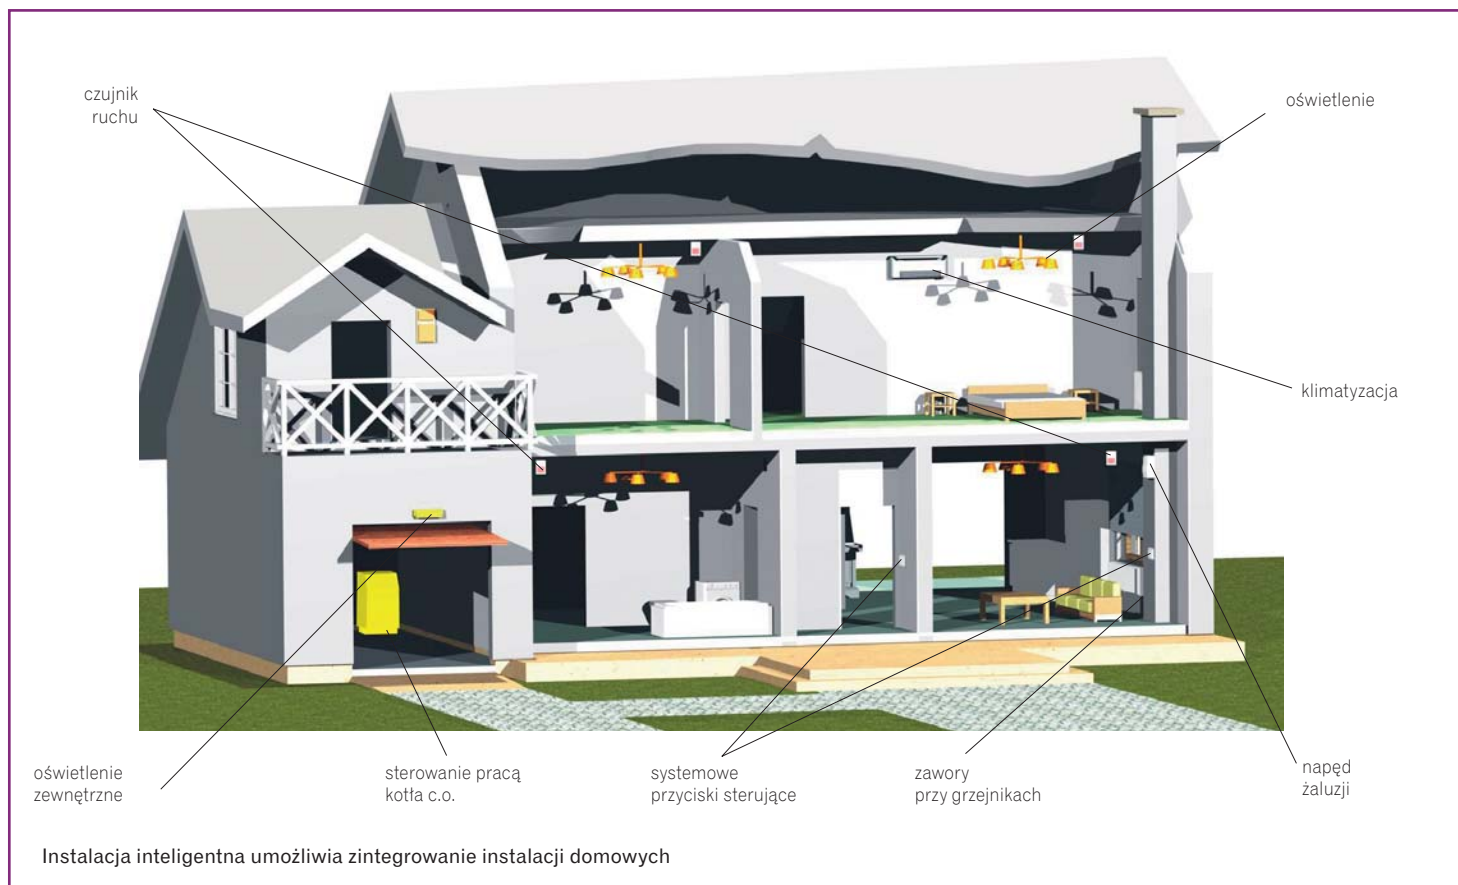 czujnik
ruchu
oświetlenie
klimatyzacja
oświetlenie
zewnętrzne
sterowanie pracą
kotła c.o.
systemowe
przyciski sterujące
zawory
przy grzejnikach
napęd
żaluzji
Instalacja inteligentna umożliwia zintegrowanie instalacji domowych